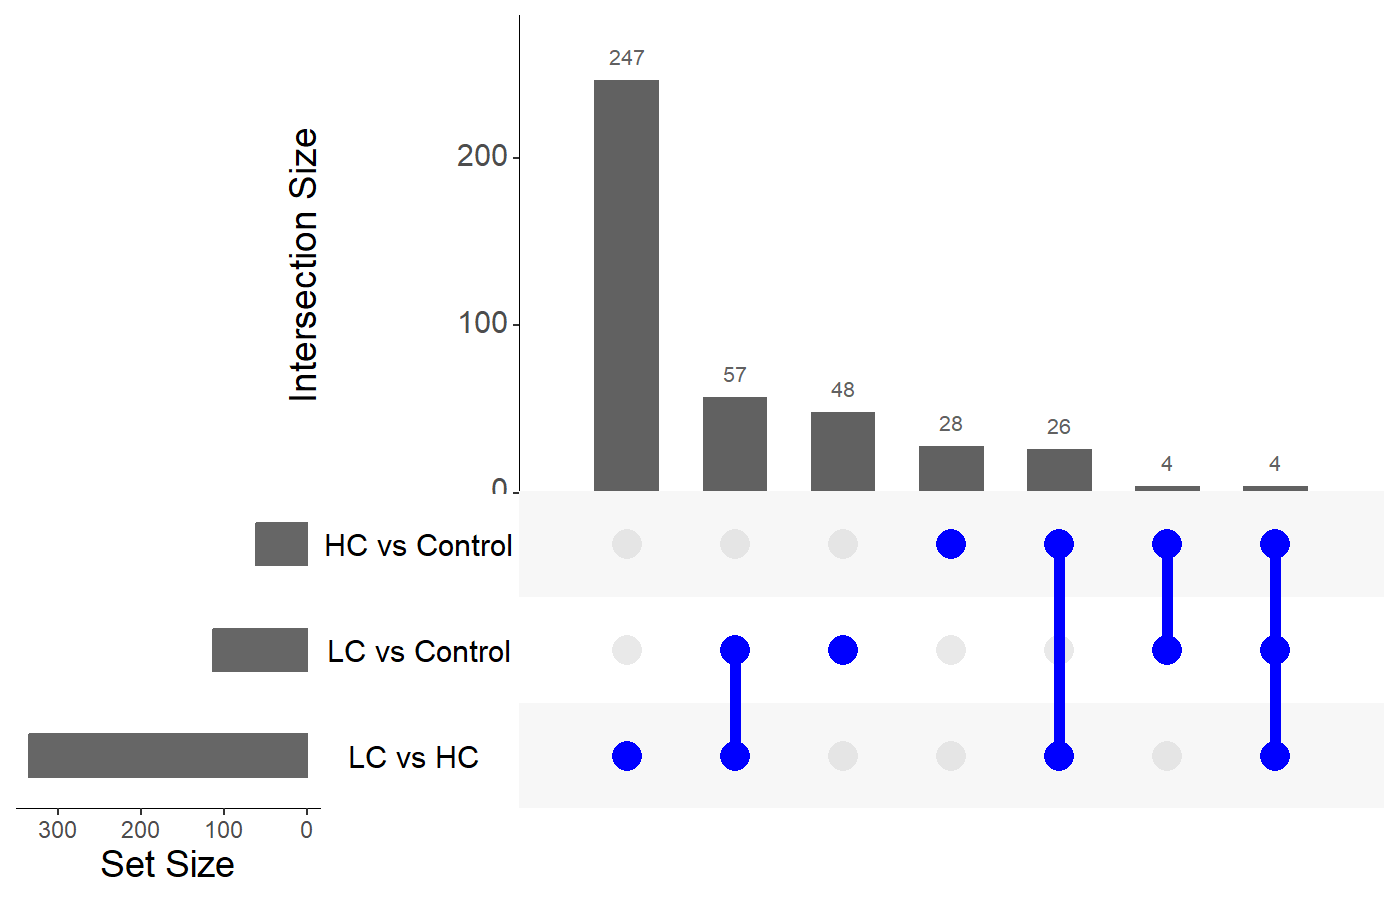 247
200
Intersection Size
57
48
100
28
26
4
4
0
HC vs Control
LC vs Control
LC vs HC
300
200
100
0
Set Size